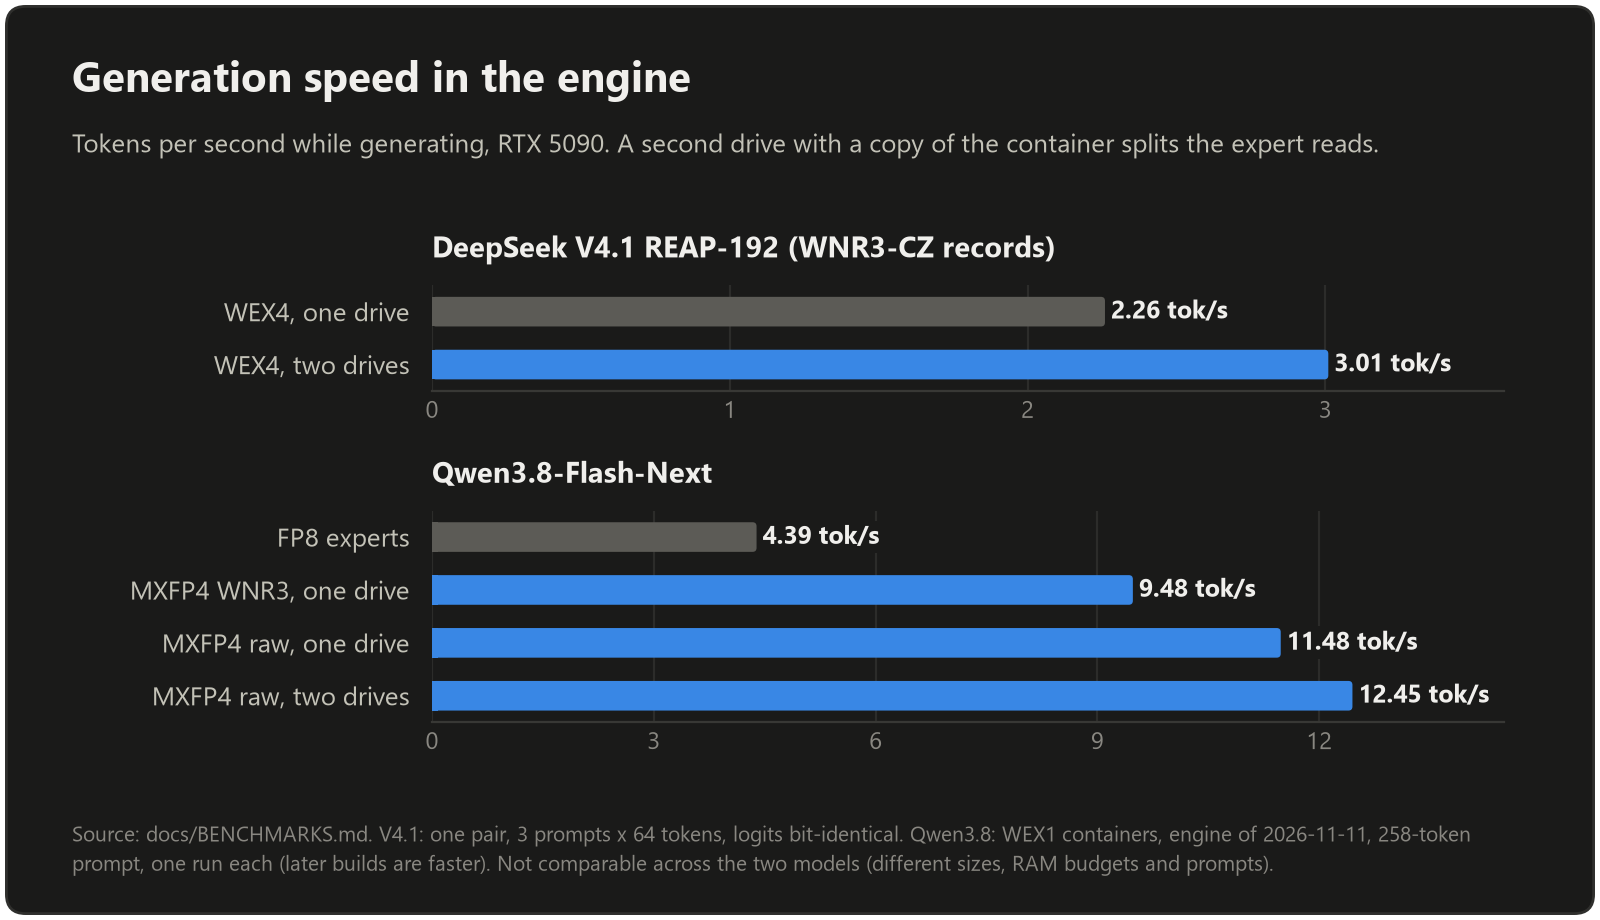 Generation speed in the engine
Tokens per second while generating, RTX 5090. A second drive with a copy of the container splits the expert reads.
DeepSeek V4.1 REAP-192 (WNR3-CZ records)
WEX4, one drive 2.26 tok/s
WEX4, two drives 3.01 tok/s
0 1 2 3
Qwen3.8-Flash-Next
FP8 experts 4.39 tok/s
MXFP4 WNR3, one drive 9.48 tok/s
MXFP4 raw, one drive 11.48 tok/s
MXFP4 raw, two drives 12.45 tok/s
0 3 6 9 12
Source: docs/BENCHMARKS.md. V4.1: one pair, 3 prompts x 64 tokens, logits bit-identical. Qwen3.8: WEX1 containers, engine of 2026-11-11, 258-token
prompt, one run each (later builds are faster). Not comparable across the two models (different sizes, RAM budgets and prompts).